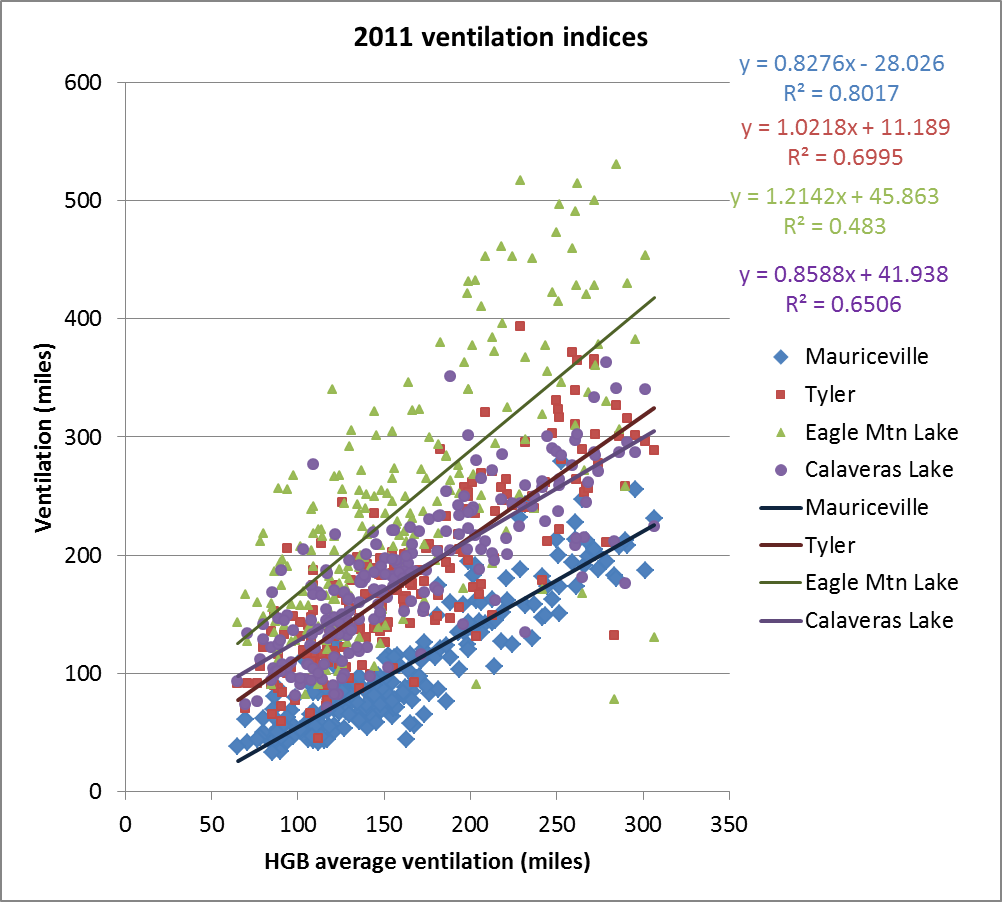 2011 ventilation indices
y = 0.8276x - 28.026
R² = 0.8017
y = 1.0218x + 11.189
R² = 0.6995
y = 1.2142x + 45.863
R² = 0.483
y = 0.8588x + 41.938
R² = 0.6506
600
500
400
300
200
100
0
Ventilation (miles)
0 50 100 150 200 250 300 350
HGB average ventilation (miles)
Mauriceville
Tyler
Eagle Mtn Lake
Calaveras Lake
Mauriceville
Tyler
Eagle Mtn Lake
Calaveras Lake